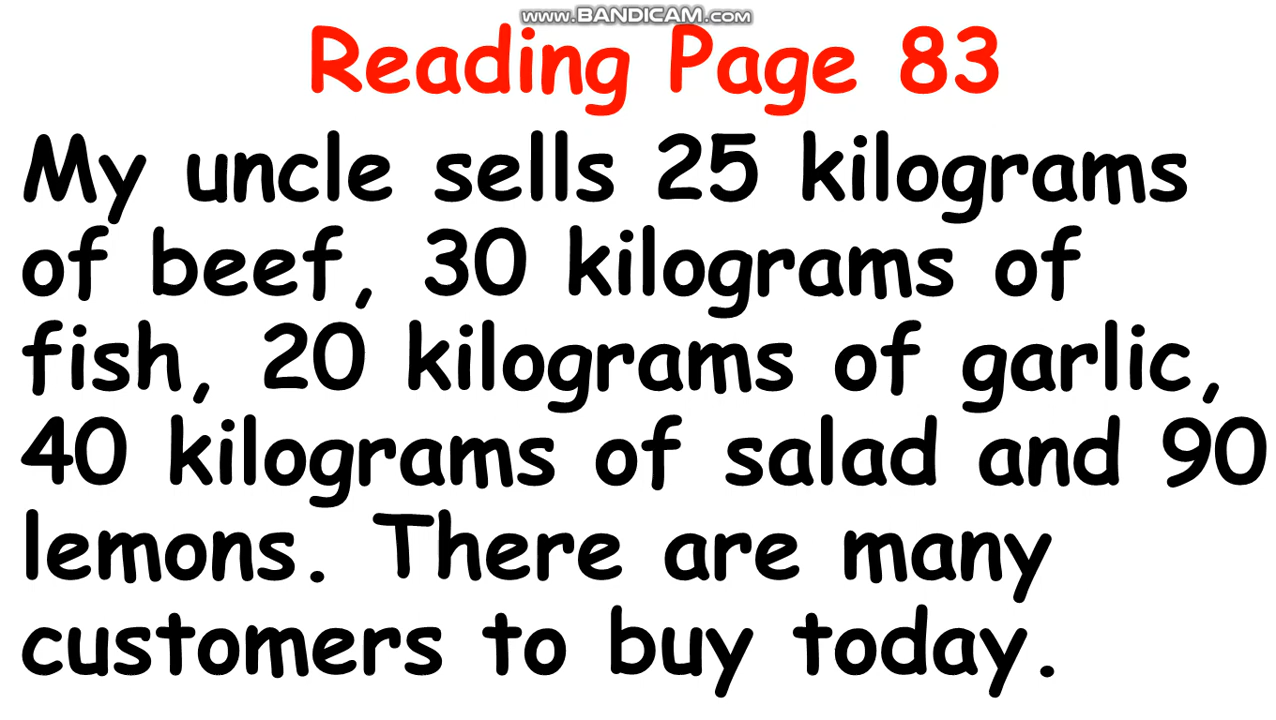 www.BANDICAM.com
Reading Page 83
My uncle sells 25 kilograms
of beef, 30 kilograms of
fish, 20 kilograms of garlic,
40 kilograms of salad and 90
lemons. There are many
customers to buy today.